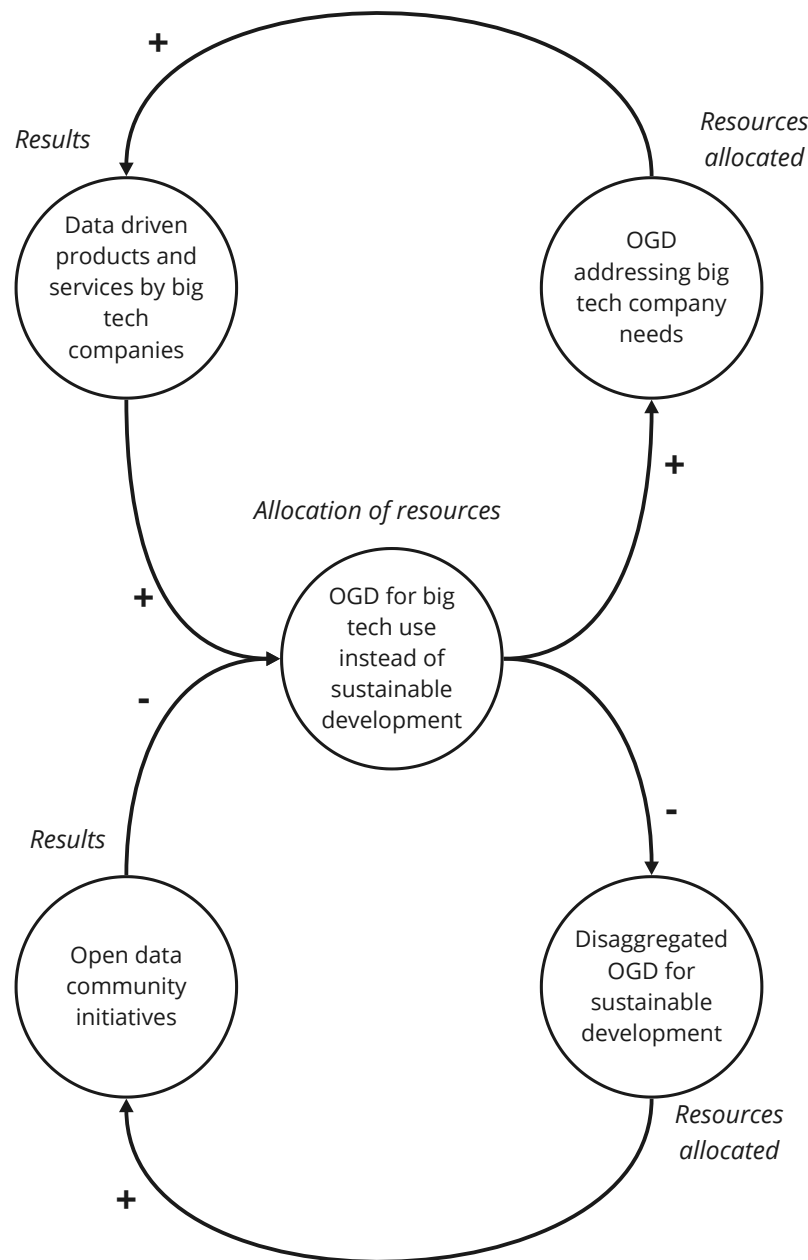 +
Results
Resources
allocated
Data driven
products and
services by big
tech
companies
OGD
addressing big
tech company
needs
+
Allocation of resources
+
OGD for big
tech use
instead of
sustainable
development
-
-
Results
Open data
community
initiatives
Disaggregated
OGD for
sustainable
development
Resources
allocated
+